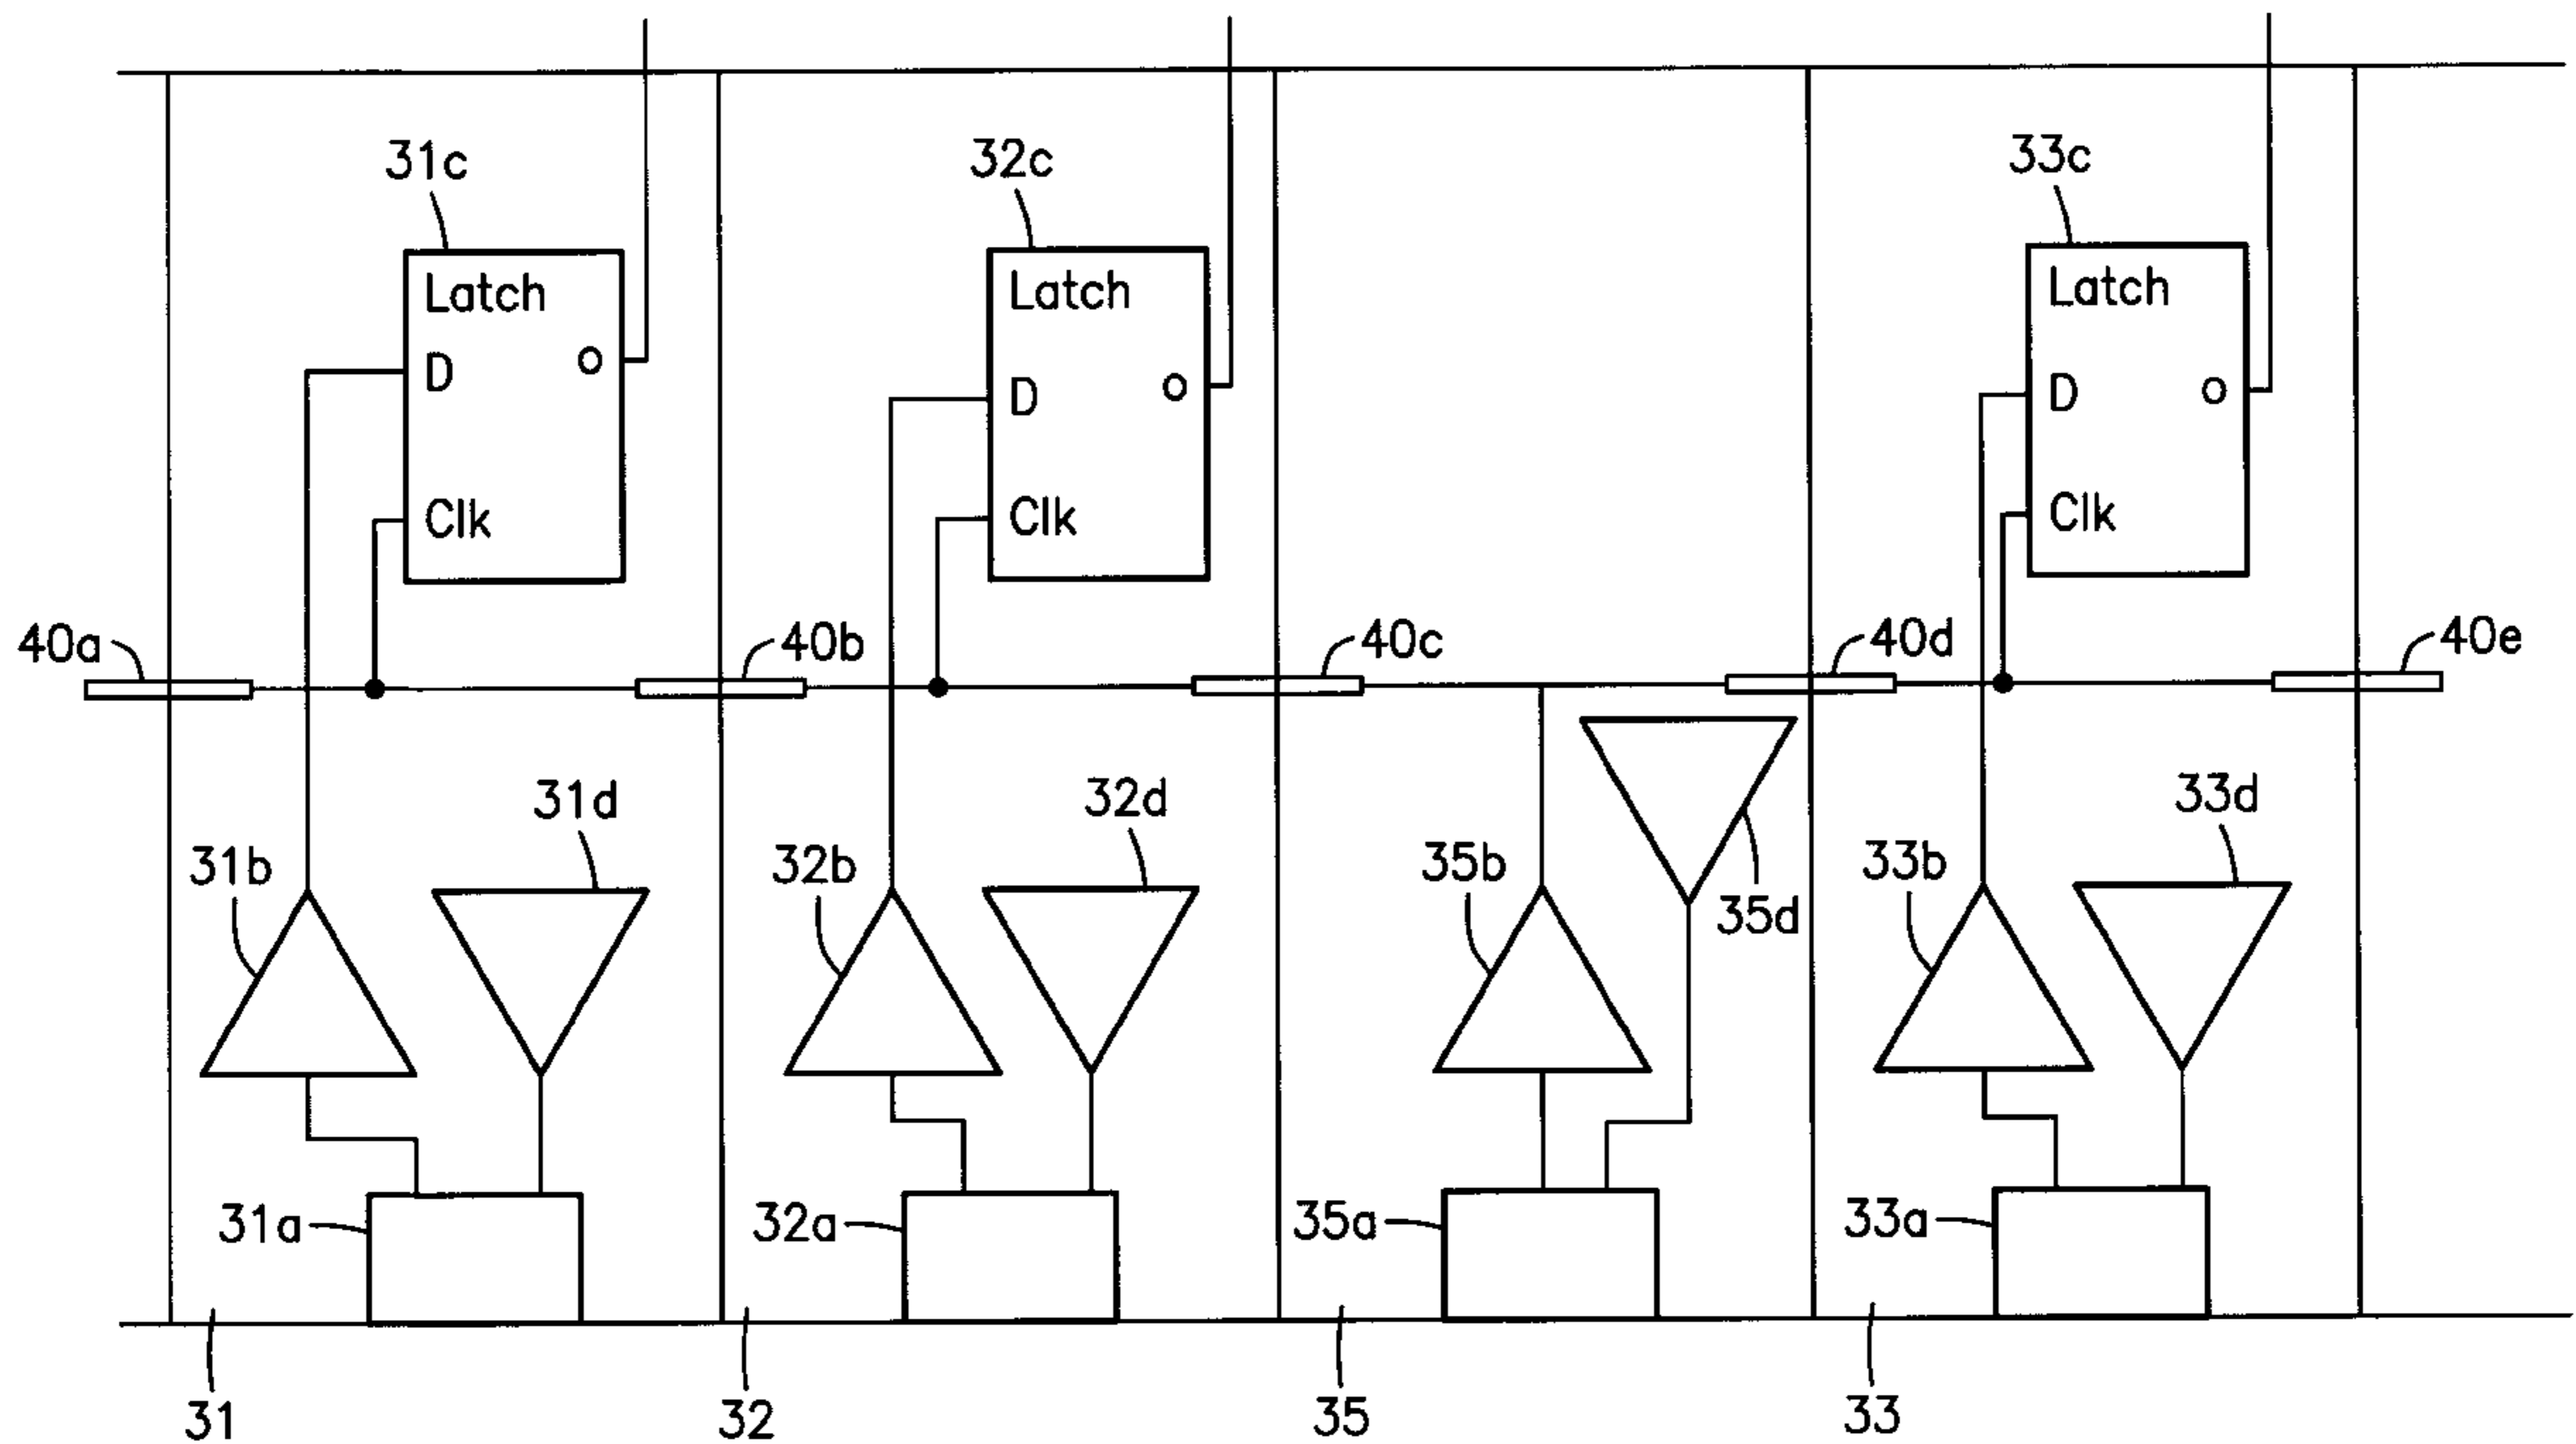 31c
32c
33c
Latch
D
O
Clk
Latch
D
O
Clk
Latch
D
O
Clk
40a
40b
40c
40d
40e
31b
31d
32b
32d
35b
35d
33b
33d
31a
32a
35a
33a
31
32
35
33